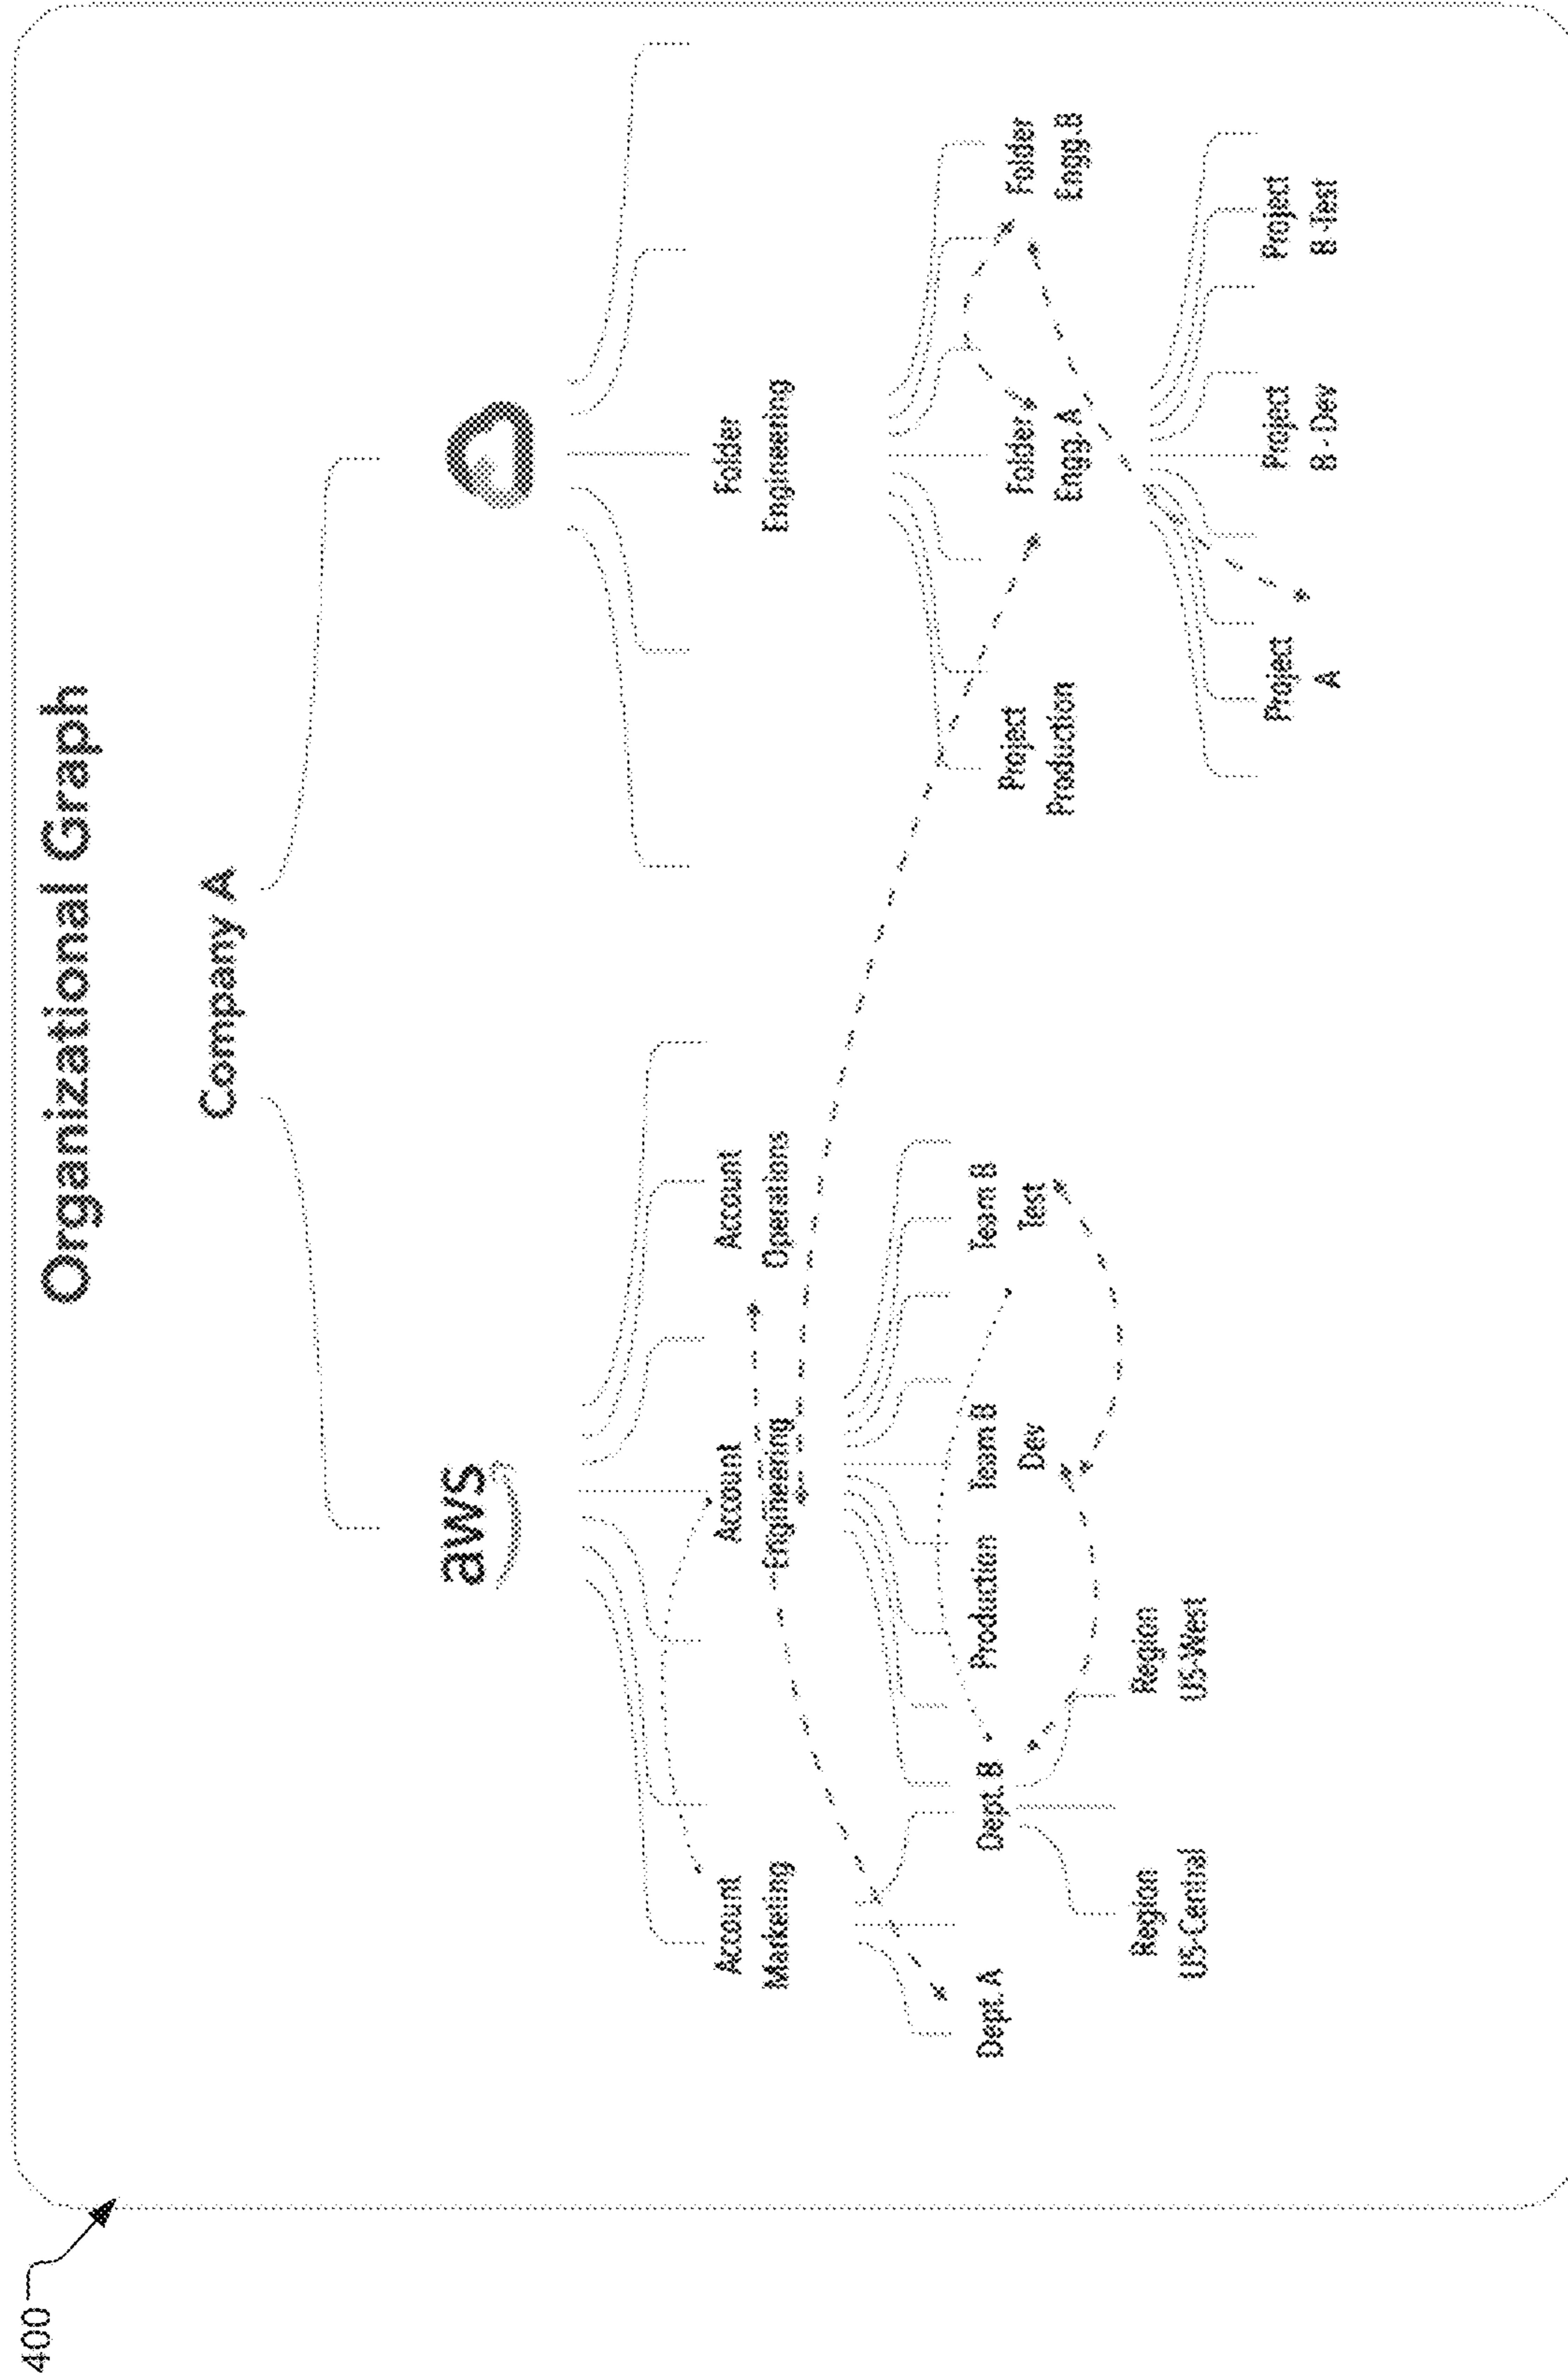 400
Organizational Graph
Company A
aws
Account
Marketing
Account
Engineering
Account
Operations
Folder
Engineering
Dept. A
Dept. B
Production
Team B
Dev
Team B
Test
Project
Production
Folder
Engg. A
Folder
Engg. B
Region
US-Central
Region
US-West
Project
A
Project
B - Dev
Project
B -Test